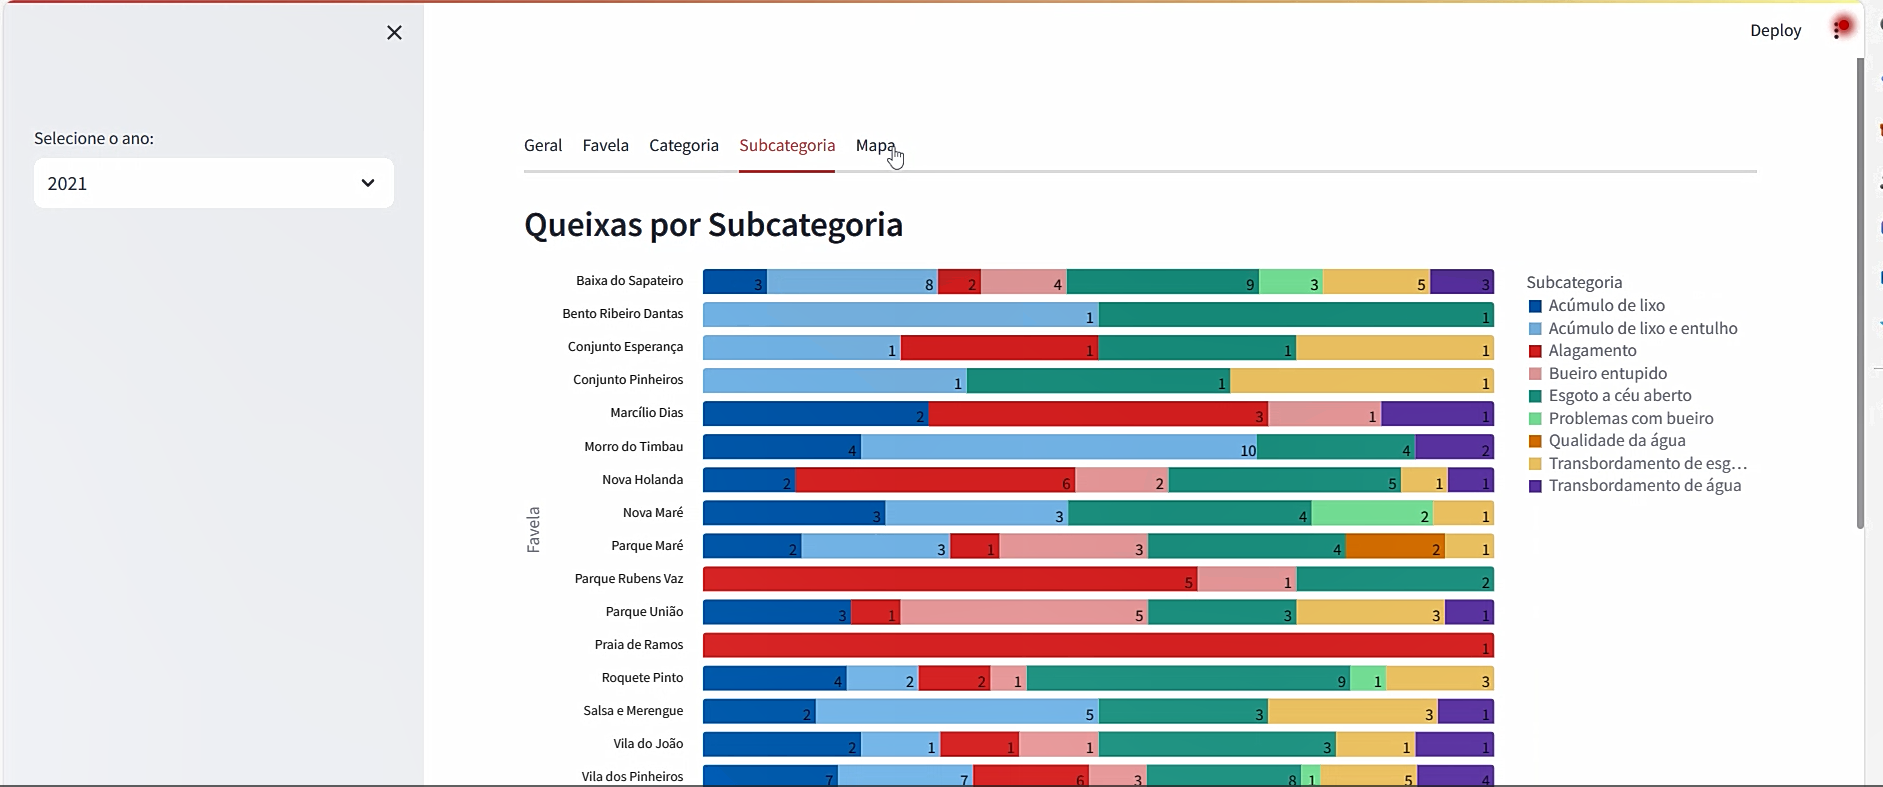 Deploy
Selecione o ano:
2021
Geral Favela Categoria Subcategoria Mapa
Queixas por Subcategoria
Baixa do Sapateiro 3 8 2 4 9 3 5 3
Bento Ribeiro Dantas 1 1
Conjunto Esperança 1 1 1 1
Conjunto Pinheiros 1 1 1
Marcílio Dias 2 3 1 1
Morro do Timbau 4 10 4 2
Nova Holanda 2 6 2 5 1 1
Nova Maré 3 3 4 2 1
Parque Maré 2 3 1 3 4 2 1
Parque Rubens Vaz 5 1 2
Parque União 3 1 5 3 3 1
Praia de Ramos 1
Roquete Pinto 4 2 2 1 9 1 3
Salsa e Merengue 2 5 3 3 1
Vila do João 2 1 1 1 3 1 1
Vila dos Pinheiros 7 7 6 3 8 1 5 4
Favela
Subcategoria
Acúmulo de lixo
Acúmulo de lixo e entulho
Alagamento
Bueiro entupido
Esgoto a céu aberto
Problemas com bueiro
Qualidade da água
Transbordamento de esg…
Transbordamento de água